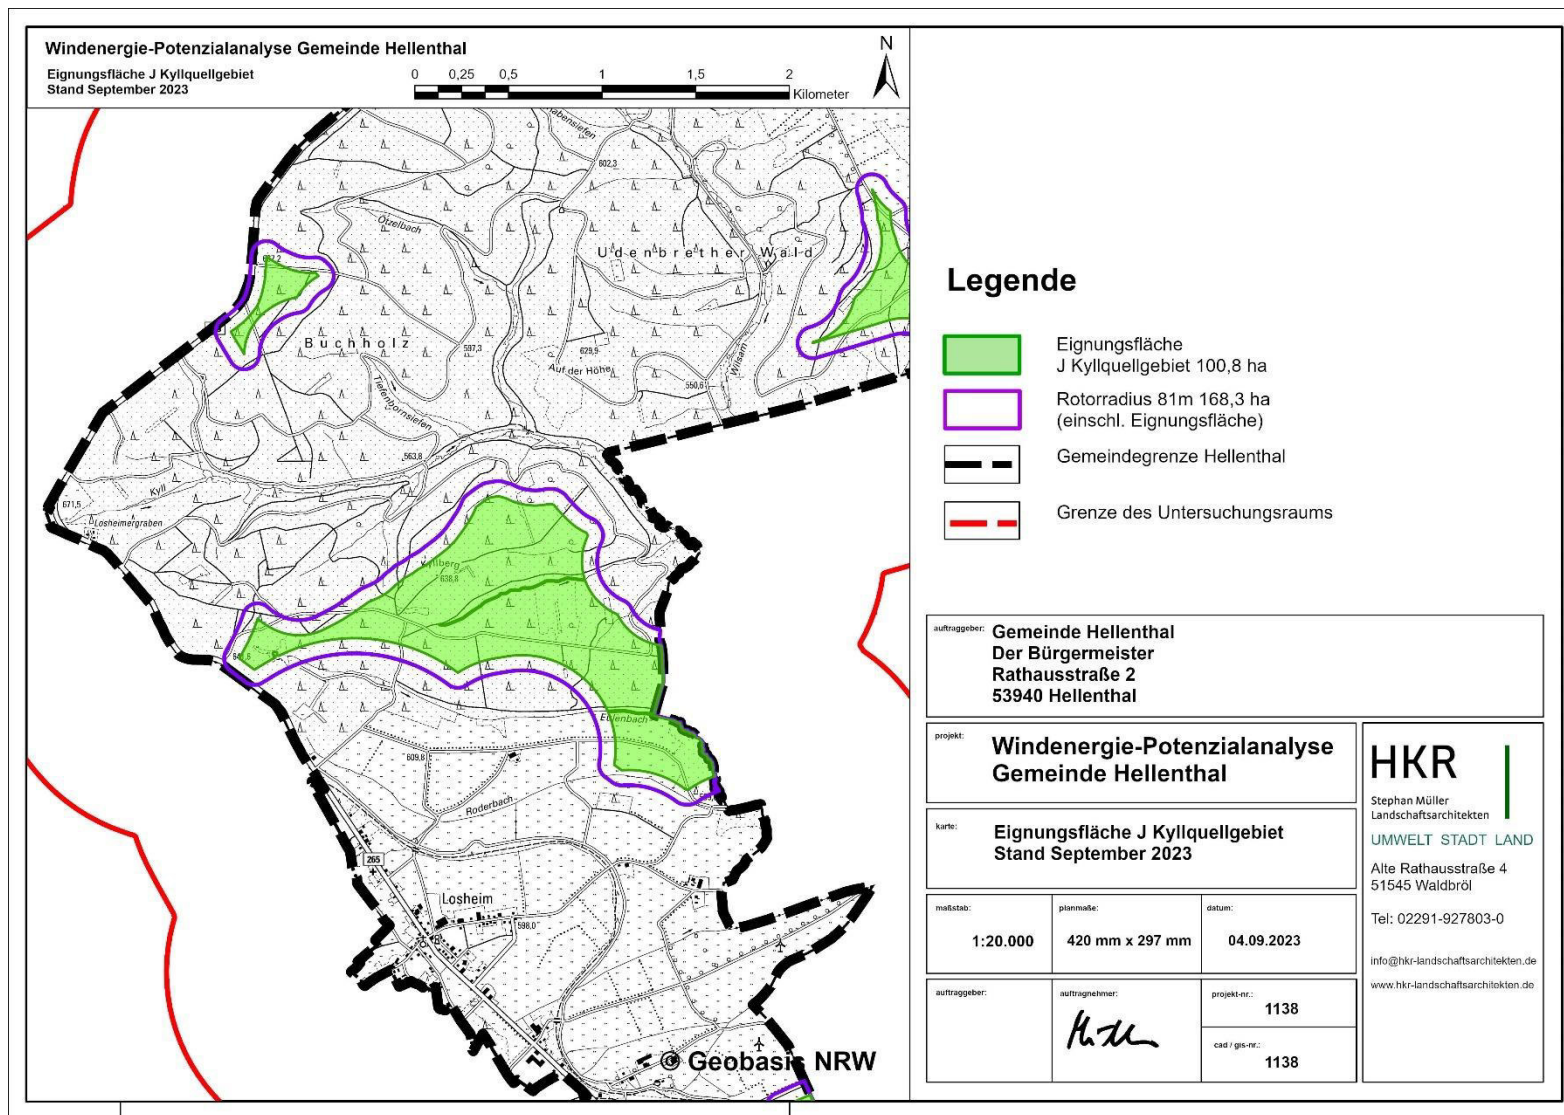 Windenergie-Potenzialanalyse Gemeinde Hellenthal
Eignungsfläche J Kyllquellgebiet
Stand September 2023
0 0,25 0,5 1 1,5 2
Kilometer
N
602,3
Ötzelbach
Udenbrether Wald
Buchholz
597,3
629,9
Auf der Höhe
Wilsam
550,6
Tiefenbornsiefen
563,8
Kyll
671,5
Losheimergraben
638,8
Eulenbach
609,8
Roderbach
265
Losheim
598,0
© Geobasis NRW
Legende
Eignungsfläche
J Kyllquellgebiet 100,8 ha
Rotorradius 81m 168,3 ha
(einschl. Eignungsfläche)
Gemeindegrenze Hellenthal
Grenze des Untersuchungsraums
auftraggeber:
Gemeinde Hellenthal
Der Bürgermeister
Rathausstraße 2
53940 Hellenthal
projekt:
Windenergie-Potenzialanalyse
Gemeinde Hellenthal
karte:
Eignungsfläche J Kyllquellgebiet
Stand September 2023
maßstab:
1:20.000
planmaße:
420 mm x 297 mm
datum:
04.09.2023
auftraggeber:
auftragnehmer:
projekt-nr.:
1138
cad / gis-nr.:
1138
HKR
Stephan Müller
Landschaftsarchitekten
UMWELT STADT LAND
Alte Rathausstraße 4
51545 Waldbröl
Tel: 02291-927803-0
info@hkr-landschaftsarchitekten.de
www.hkr-landschaftsarchitekten.de